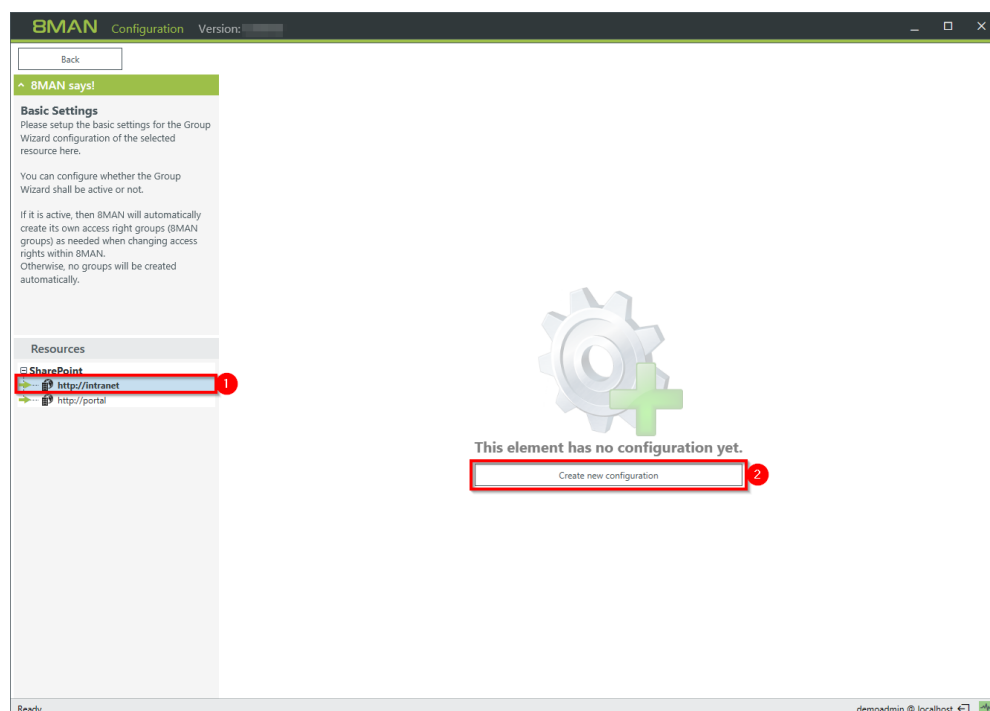 8MAN Configuration Version:
Back
8MAN says!
Basic Settings
Please setup the basic settings for the Group
Wizard configuration of the selected
resource here.
You can configure whether the Group
Wizard shall be active or not.
If it is active, then 8MAN will automatically
create its own access right groups (8MAN
groups) as needed when changing access
rights within 8MAN.
Otherwise, no groups will be created
automatically.
Resources
SharePoint
http://intranet
1
http://portal
This element has no configuration yet.
Create new configuration
2
Ready
demoadmin @ localhost